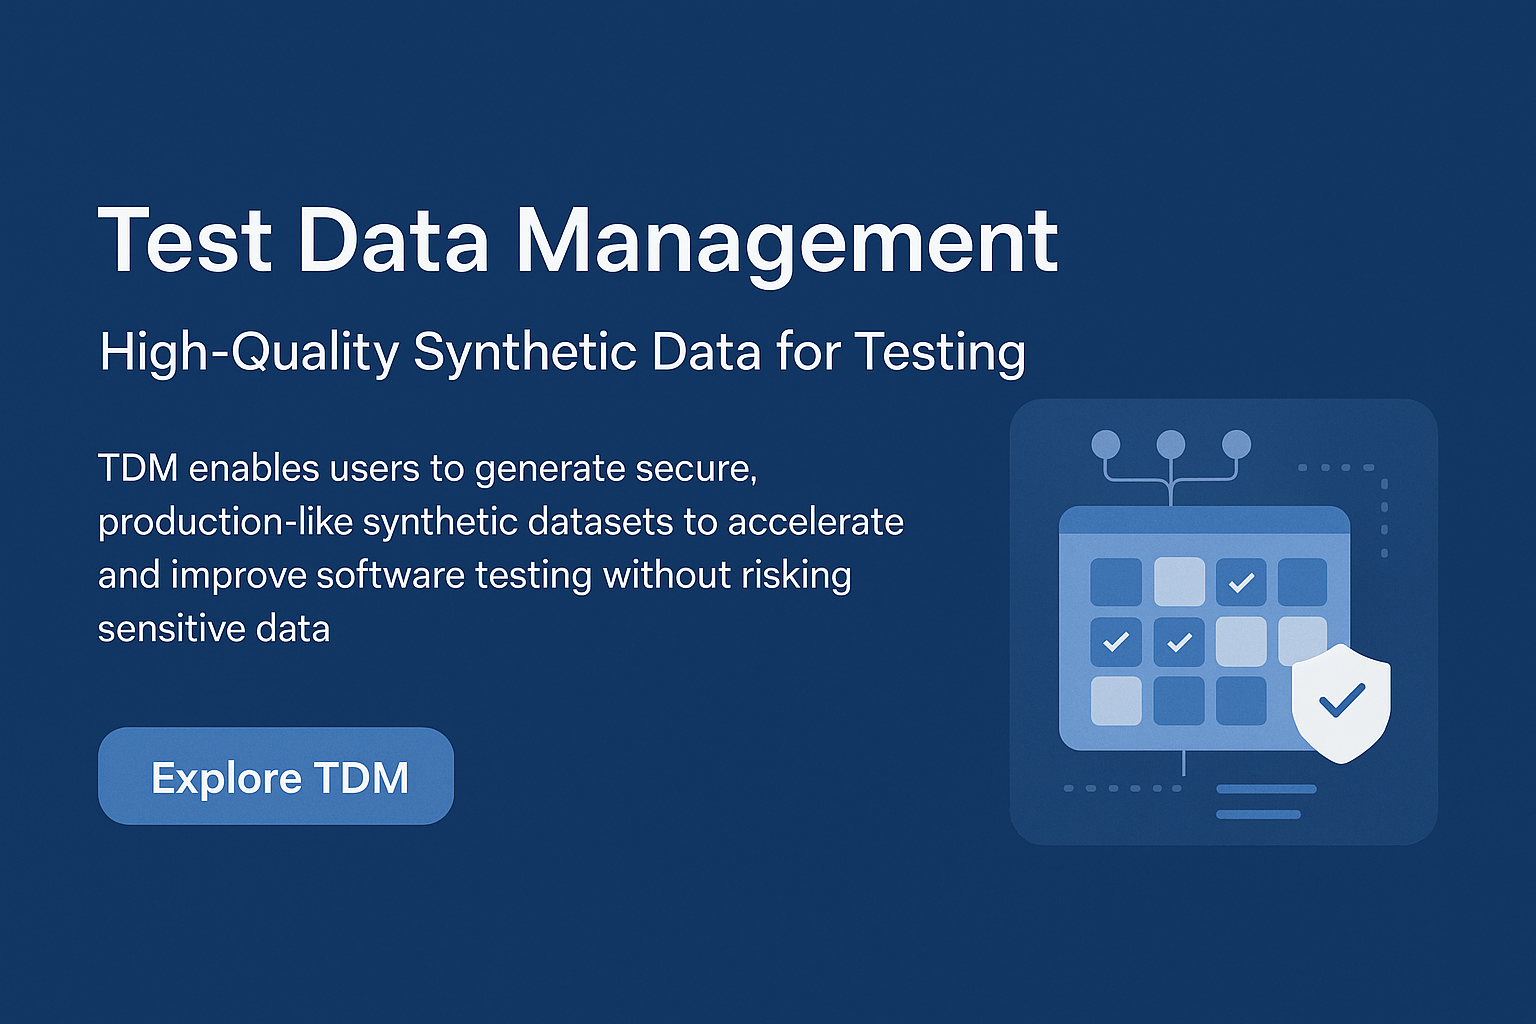 Test Data Management
High-Quality Synthetic Data for Testing
TDM enables users to generate secure,
production-like synthetic datasets to accelerate
and improve software testing without risking
sensitive data
Explore TDM